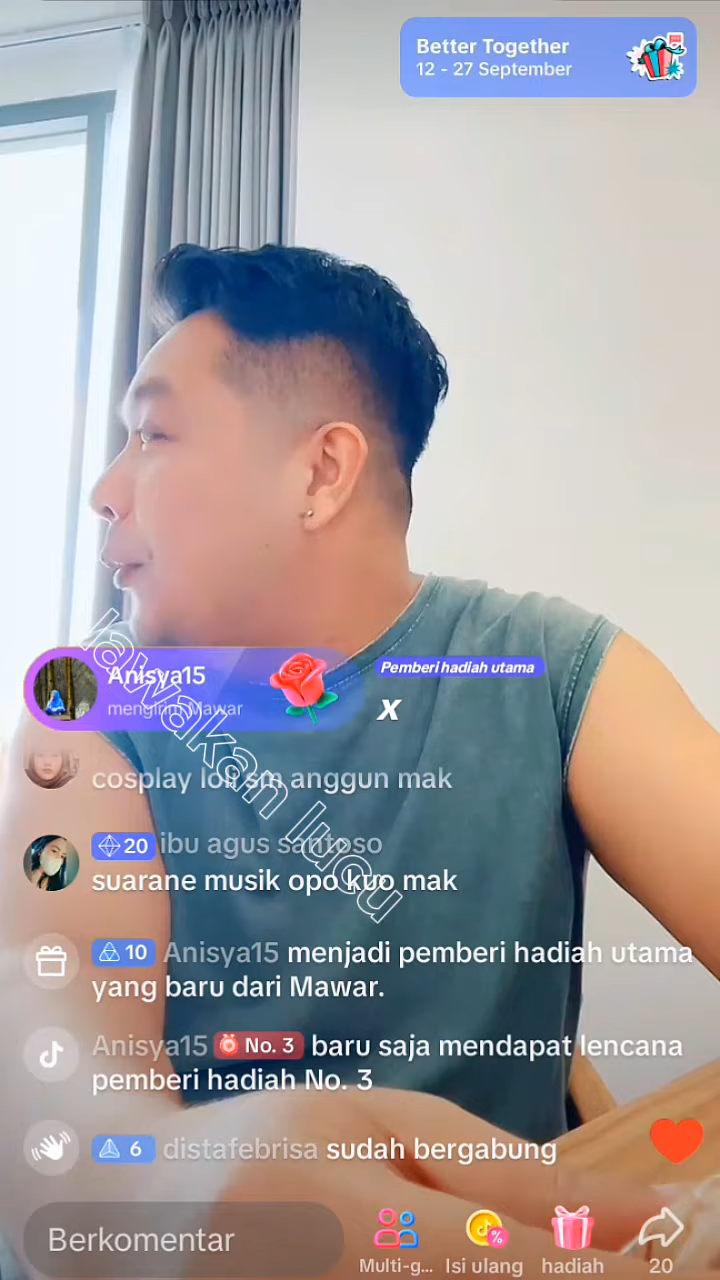 Better Together
12 - 27 September
Anisya15
mengirim Mawar
Pemberi hadiah utama
x
lawakan lucu
cosplay loli sm anggun mak
20 ibu agus santoso
suarane musik opo kuo mak
10 Anisya15 menjadi pemberi hadiah utama
yang baru dari Mawar.
Anisya15 No. 3 baru saja mendapat lencana
pemberi hadiah No. 3
6 distafebrisa sudah bergabung
Berkomentar
Multi-g...
Isi ulang
hadiah
20